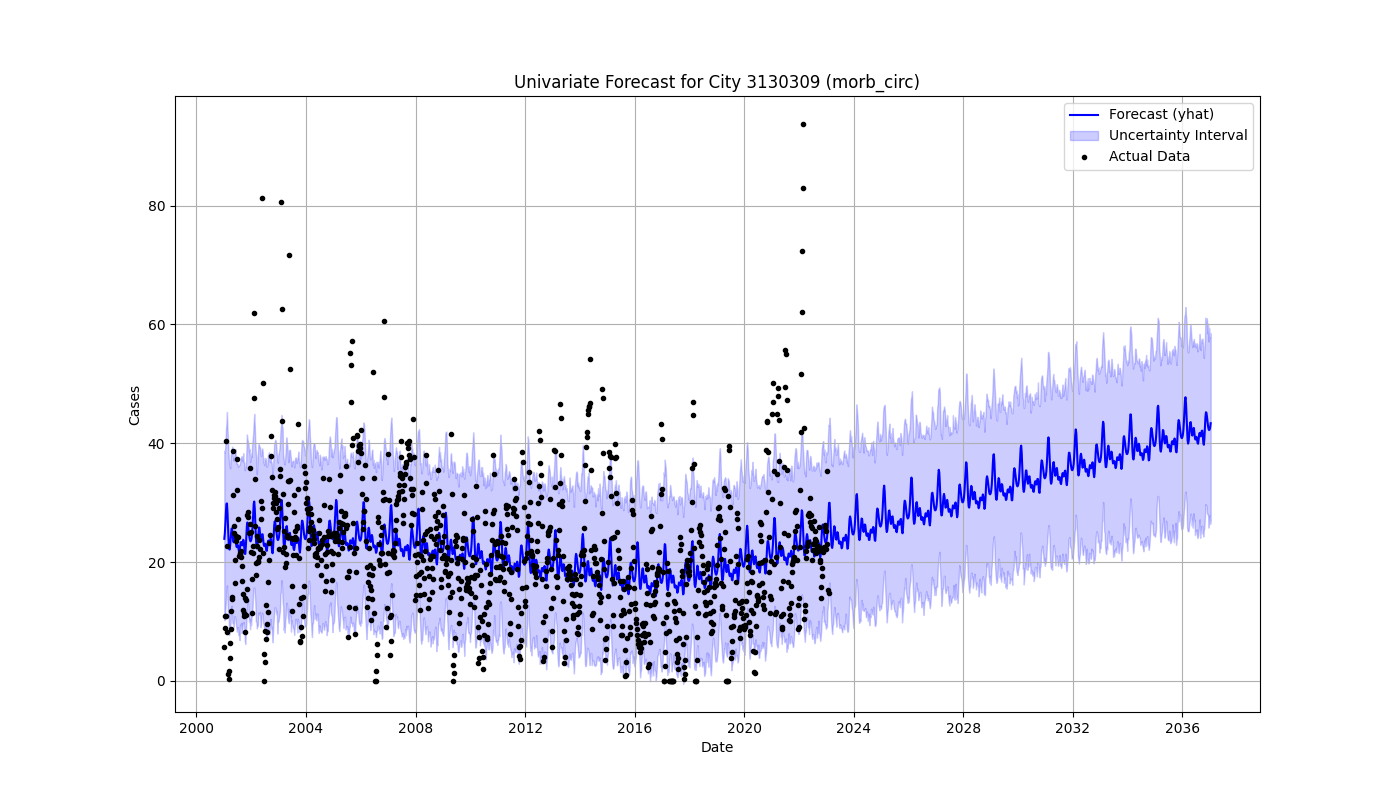 Univariate Forecast for City 3130309 (morb_circ)
Forecast (yhat)
Uncertainty Interval
Actual Data
Cases
80
60
40
20
0
2000 2004 2008 2012 2016 2020 2024 2028 2032 2036
Date